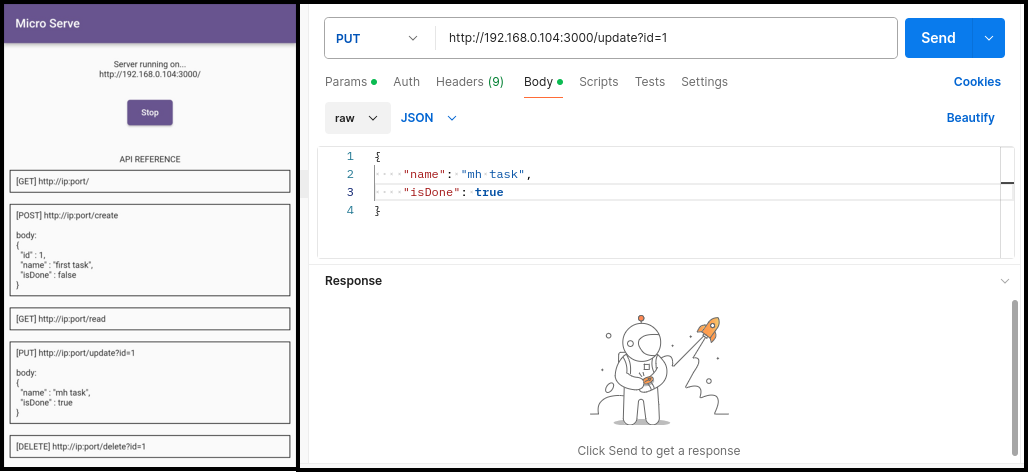 Micro Serve
Server running on...
http://192.168.0.104:3000/
Stop
API REFERENCE
[GET] http://ip:port/
[POST] http://ip:port/create
body:
{
"id" : 1,
"name" : "first task",
"isDone" : false
}
[GET] http://ip:port/read
[PUT] http://ip:port/update?id=1
body:
{
"name" : "mh task",
"isDone" : true
}
[DELETE] http://ip:port/delete?id=1
PUT http://192.168.0.104:3000/update?id=1 Send
Params Auth Headers (9) Body Scripts Tests Settings Cookies
raw JSON Beautify
1 {
2 "name": "mh task",
3 "isDone": true
4 }
Response
Click Send to get a response